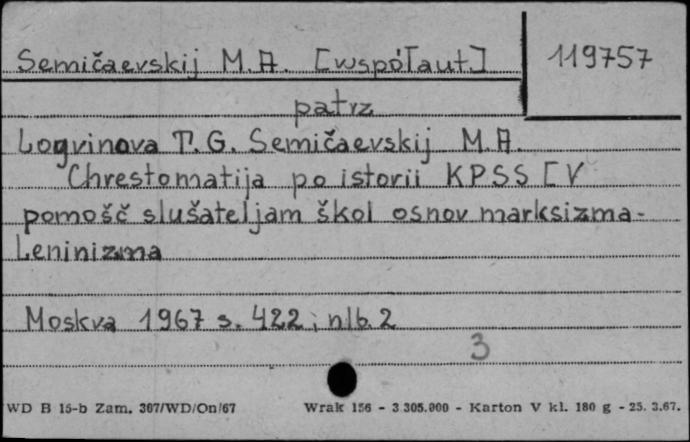 Semičaevskij M.A. [współaut]
119757
patrz
Logvinova T.G. Semičaevskij M.A.
Chrestomatija po istorii KPSS [V
pomošč slušateljam škol osnov marksizma-
Leninizma
Moskva 1967 s. 422; nlb. 2
3
WD B 15-b Zam. 307/WD/On/67 Wrak 156 - 3 305.000 - Karton V kl. 180 g - 25. 3.67.